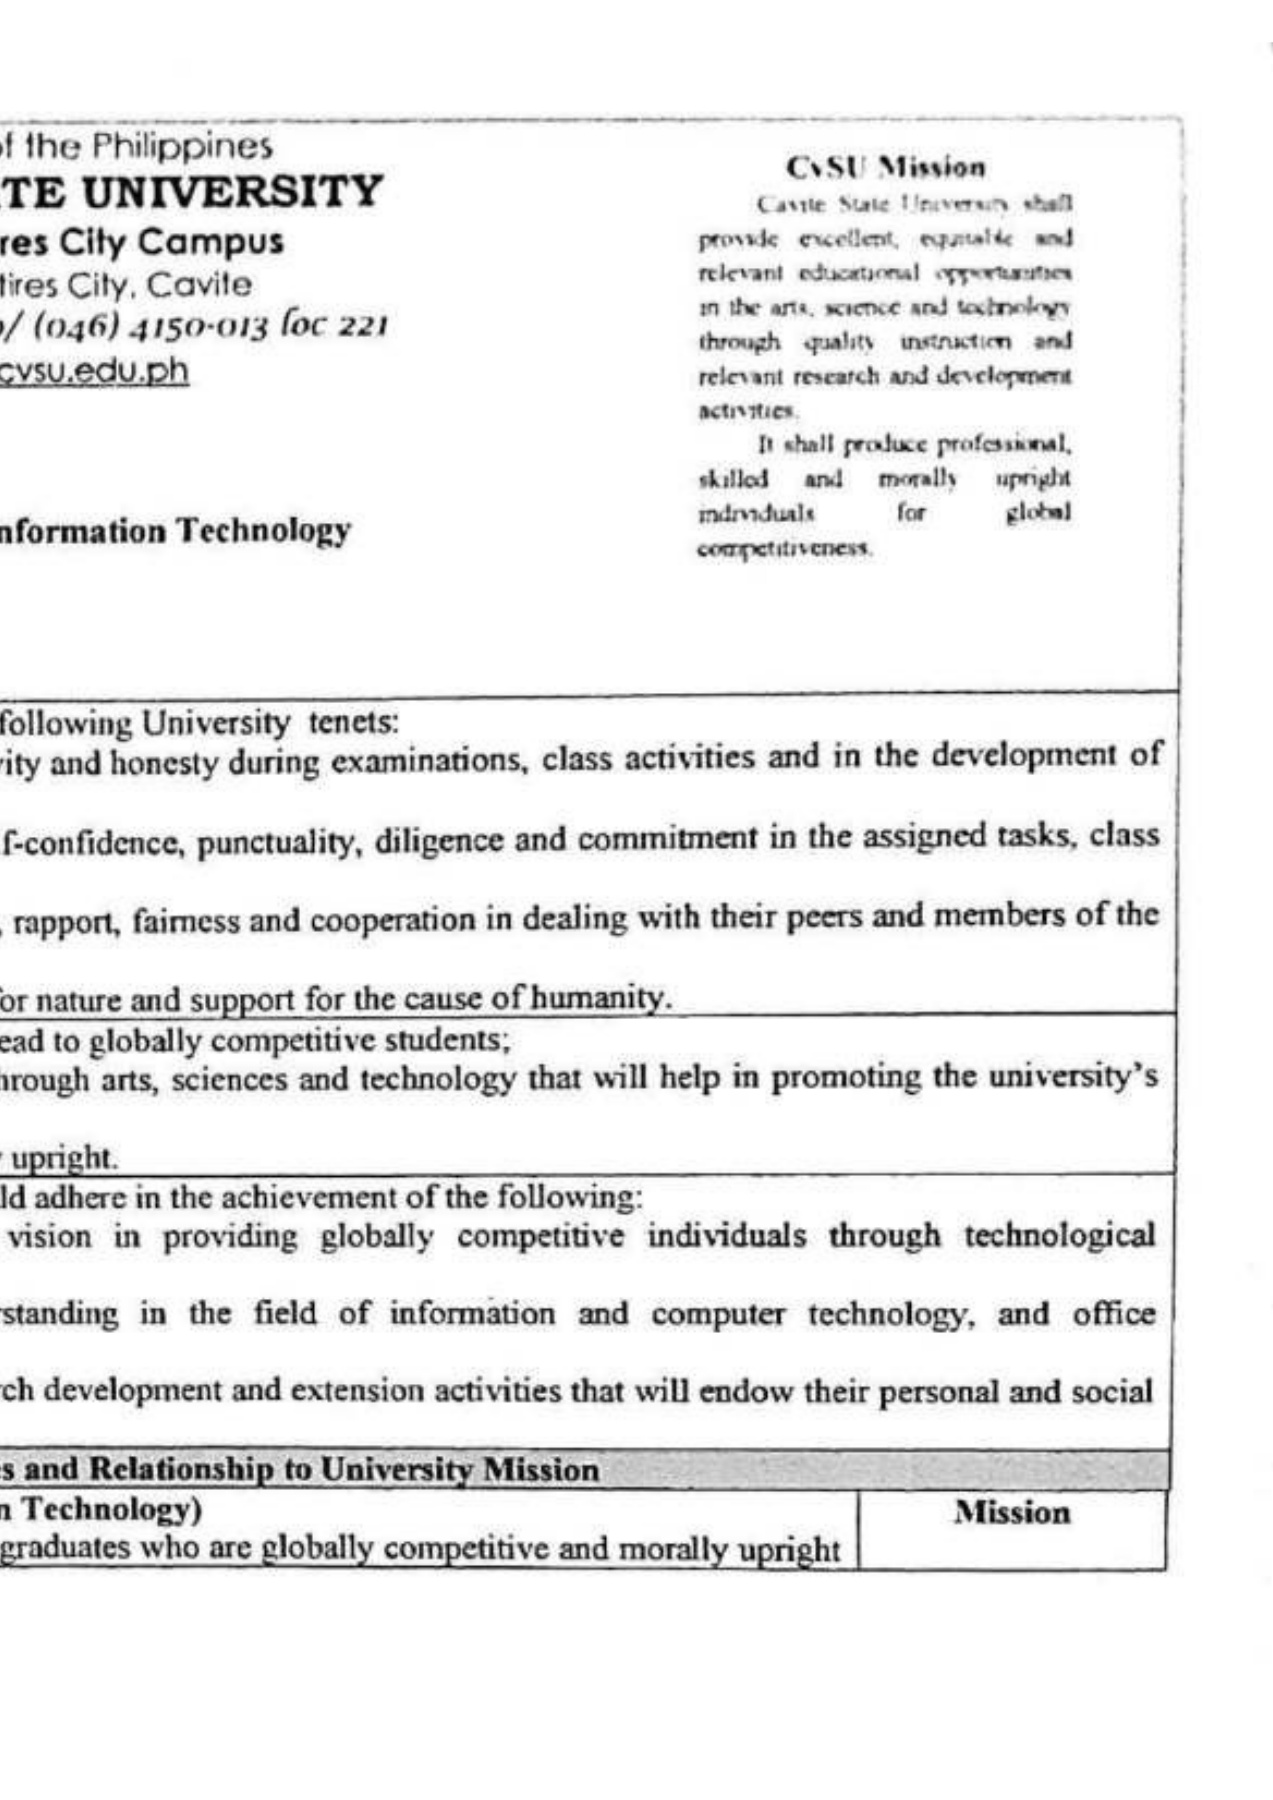 of the Philippines
TE UNIVERSITY
res City Campus
tires City, Cavite
o/ (046) 4150-013 loc 221
cvsu.edu.ph
nformation Technology
CvSU Mission
Cavite State University shall
provide excellent, equitable and
relevant educational opportunities
in the arts, science and technology
through quality instruction and
relevant research and development
activities.
It shall produce professional,
skilled and morally upright
individuals for global
competitiveness.
following University tenets:
rity and honesty during examinations, class activities and in the development of
f-confidence, punctuality, diligence and commitment in the assigned tasks, class
, rapport, fairness and cooperation in dealing with their peers and members of the
or nature and support for the cause of humanity.
ead to globally competitive students;
hrough arts, sciences and technology that will help in promoting the university's
y upright.
ld adhere in the achievement of the following:
vision in providing globally competitive individuals through technological
rstanding in the field of information and computer technology, and office
rch development and extension activities that will endow their personal and social
s and Relationship to University Mission
n Technology)
Mission
graduates who are globally competitive and morally upright